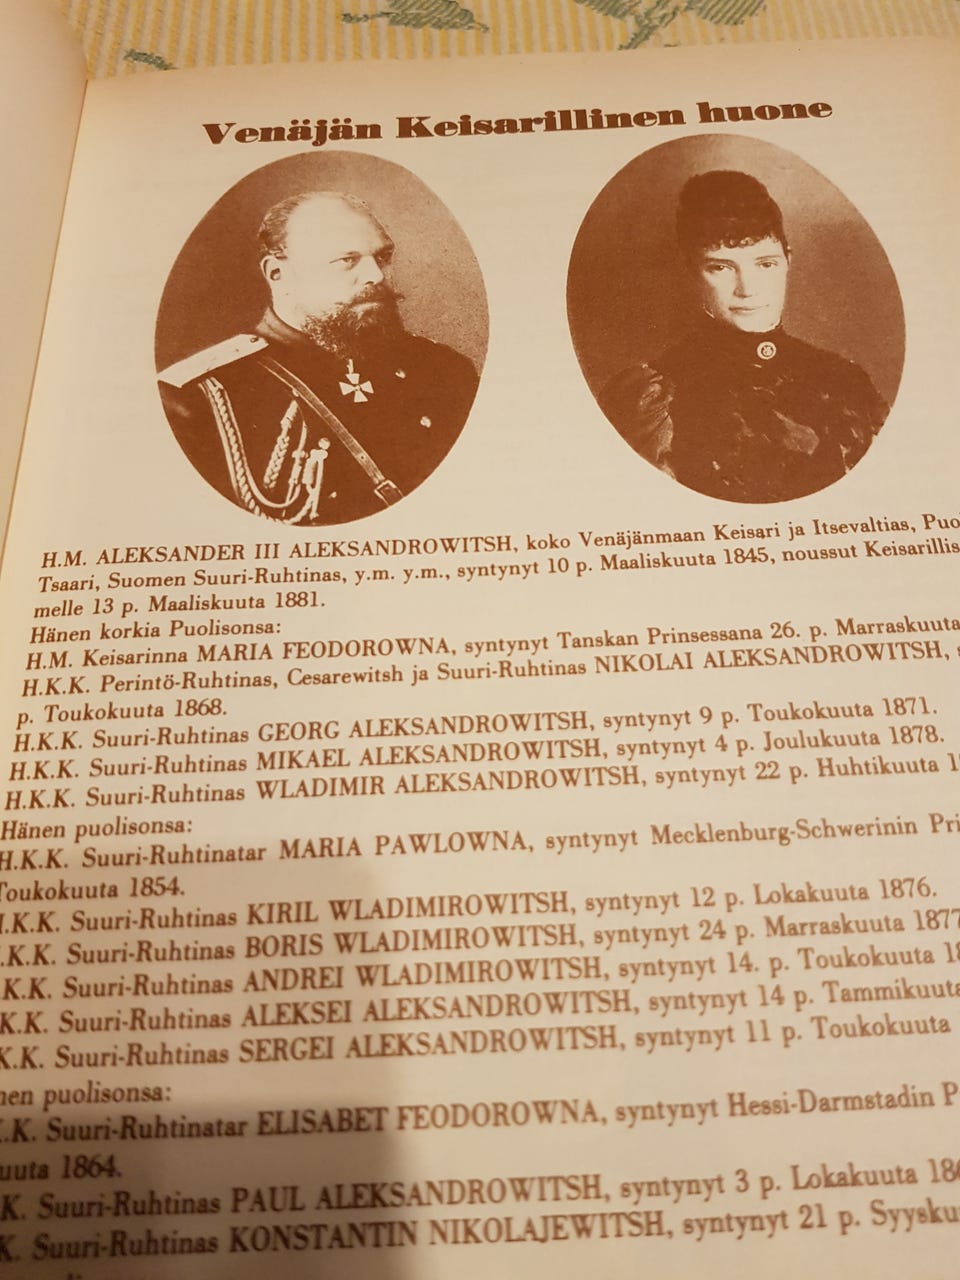 Venäjän Keisarillinen huone
H.M. ALEKSANDER III ALEKSANDROWITSH, koko Venäjänmaan Keisari ja Itsevaltias,
Tsaari, Suomen Suuri-Ruhtinas, y.m. y.m., syntynyt 10 p. Maaliskuuta 1845, noussut
melle 13 p. Maaliskuuta 1881.
Hänen korkia Puolisonsa:
H.M. Keisarinna MARIA FEODOROWNA, syntynyt Tanskan Prinsessana 26. p. Marraskuuta
H.K.K. Perintö-Ruhtinas, Cesarewitsh ja Suuri-Ruhtinas NIKOLAI ALEKSANDROWITSH,
p. Toukokuuta 1868.
H.K.K. Suuri-Ruhtinas GEORG ALEKSANDROWITSH, syntynyt 9 p. Toukokuuta 1871.
H.K.K. Suuri-Ruhtinas MIKAEL ALEKSANDROWITSH, syntynyt 4 p. Joulukuuta 1878.
H.K.K. Suuri-Ruhtinas WLADIMIR ALEKSANDROWITSH, syntynyt 22 p. Huhtikuuta
Hänen puolisonsa:
H.K.K. Suuri-Ruhtinatar MARIA PAWLOWNA, syntynyt Mecklenburg-Schwerinin
Toukokuuta 1854.
H.K.K. Suuri-Ruhtinas KIRIL WLADIMIROWITSH, syntynyt 12 p. Lokakuuta 1876.
.K.K. Suuri-Ruhtinas BORIS WLADIMIROWITSH, syntynyt 24 p. Marraskuuta 1877
.K.K. Suuri-Ruhtinas ANDREI WLADIMIROWITSH, syntynyt 14. p. Toukokuuta
K.K. Suuri-Ruhtinas ALEKSEI ALEKSANDROWITSH, syntynyt 14 p. Tammikuuta
K.K. Suuri-Ruhtinas SERGEI ALEKSANDROWITSH, syntynyt 11 p. Toukokuuta
nen puolisonsa:
K.K. Suuri-Ruhtinatar ELISABET FEODOROWNA, syntynyt Hessi-Darmstadin
uuta 1864.
K. Suuri-Ruhtinas PAUL ALEKSANDROWITSH, syntynyt 3 p. Lokakuuta
K. Suuri-Ruhtinas KONSTANTIN NIKOLAJEWITSH, syntynyt 21 p.